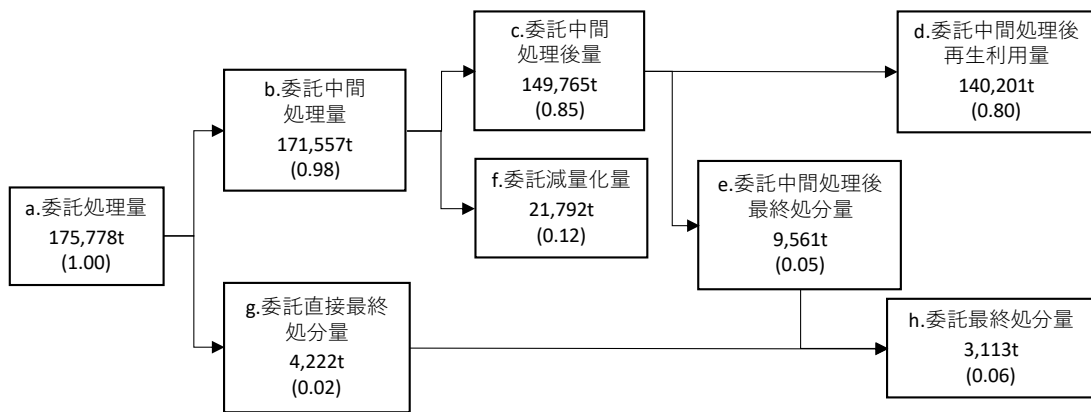 a.委託処理量
175,778t
(1.00)
b.委託中間
処理量
171,557t
(0.98)
c.委託中間
処理後量
149,765t
(0.85)
d.委託中間処理後
再生利用量
140,201t
(0.80)
f.委託減量化量
21,792t
(0.12)
e.委託中間処理後
最終処分量
9,561t
(0.05)
g.委託直接最終
処分量
4,222t
(0.02)
h.委託最終処分量
3,113t
(0.06)